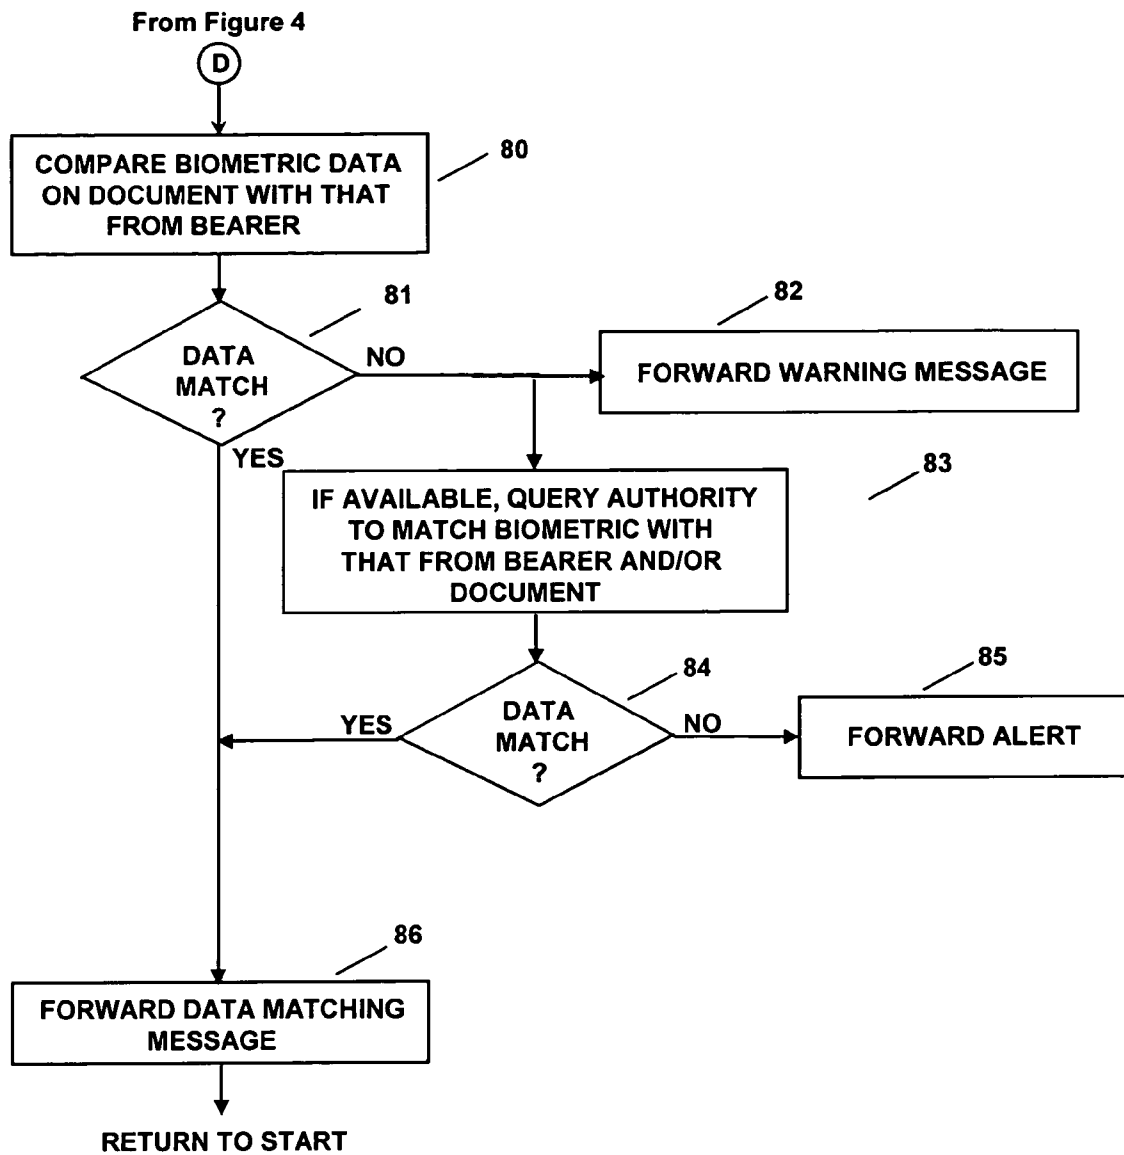 From Figure 4
D
COMPARE BIOMETRIC DATA
ON DOCUMENT WITH THAT
FROM BEARER
80
81
DATA
MATCH
?
NO
YES
82
FORWARD WARNING MESSAGE
83
IF AVAILABLE, QUERY AUTHORITY
TO MATCH BIOMETRIC WITH
THAT FROM BEARER AND/OR
DOCUMENT
84
DATA
MATCH
?
YES
NO
85
FORWARD ALERT
86
FORWARD DATA MATCHING
MESSAGE
RETURN TO START